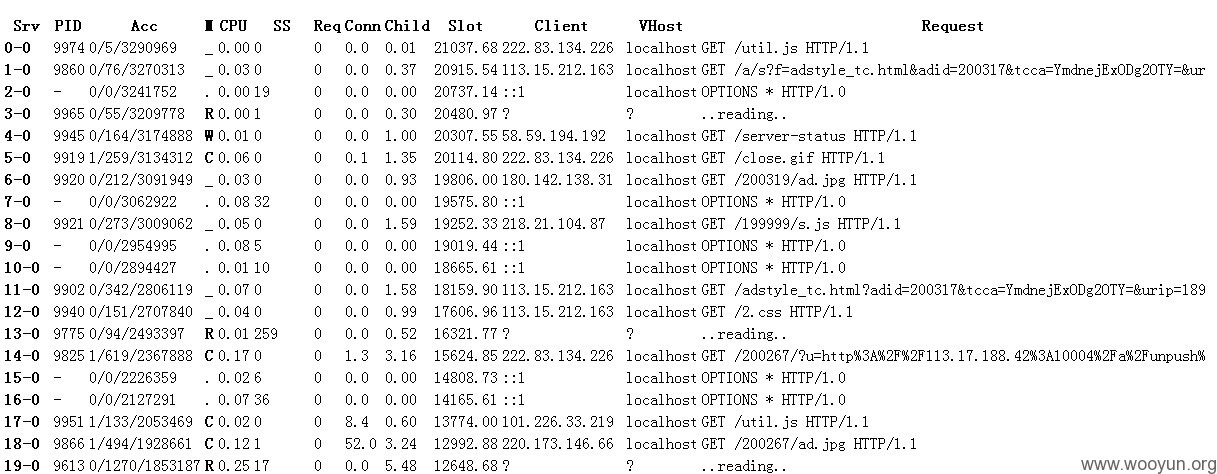 Srv PID Acc M CPU SS Req Conn Child Slot Client VHost Request
0-0 9974 0/5/3290969 _ 0.00 0 0 0.0 0.01 21037.68 222.83.134.226 localhost GET /util.js HTTP/1.1
1-0 9860 0/76/3270313 _ 0.03 0 0 0.0 0.37 20915.54 113.15.212.163 localhost GET /a/s?f=adstyle_tc.html&adid=200317&tcca=YmdnejExODg2OTY=&ur
2-0 - 0/0/3241752 . 0.00 19 0 0.0 0.00 20737.14 ::1 localhost OPTIONS * HTTP/1.0
3-0 9965 0/55/3209778 R 0.00 1 0 0.0 0.30 20480.97 ? ? ..reading..
4-0 9945 0/164/3174888 W 0.01 0 0 0.0 1.00 20307.55 58.59.194.192 localhost GET /server-status HTTP/1.1
5-0 9919 1/259/3134312 C 0.06 0 0 0.1 1.35 20114.80 222.83.134.226 localhost GET /close.gif HTTP/1.1
6-0 9920 0/212/3091949 _ 0.03 0 0 0.0 0.93 19806.00 180.142.138.31 localhost GET /200319/ad.jpg HTTP/1.1
7-0 - 0/0/3062922 . 0.08 32 0 0.0 0.00 19575.80 ::1 localhost OPTIONS * HTTP/1.0
8-0 9921 0/273/3009062 _ 0.05 0 0 0.0 1.59 19252.33 218.21.104.87 localhost GET /199999/s.js HTTP/1.1
9-0 - 0/0/2954995 . 0.08 5 0 0.0 0.00 19019.44 ::1 localhost OPTIONS * HTTP/1.0
10-0 - 0/0/2894427 . 0.01 10 0 0.0 0.00 18665.61 ::1 localhost OPTIONS * HTTP/1.0
11-0 9902 0/342/2806119 _ 0.07 0 0 0.0 1.58 18159.90 113.15.212.163 localhost GET /adstyle_tc.html?adid=200317&tcca=YmdnejExODg2OTY=&urip=189
12-0 9940 0/151/2707840 _ 0.04 0 0 0.0 0.99 17606.96 113.15.212.163 localhost GET /2.css HTTP/1.1
13-0 9775 0/94/2493397 R 0.01 259 0 0.0 0.52 16321.77 ? ? ..reading..
14-0 9825 1/619/2367888 C 0.17 0 0 1.3 3.16 15624.85 222.83.134.226 localhost GET /200267/?u=http%3A%2F%2F113.17.188.42%3A10004%2Fa%2Funpush%
15-0 - 0/0/2226359 . 0.02 6 0 0.0 0.00 14808.73 ::1 localhost OPTIONS * HTTP/1.0
16-0 - 0/0/2127291 . 0.07 36 0 0.0 0.00 14165.61 ::1 localhost OPTIONS * HTTP/1.0
17-0 9951 1/133/2053469 C 0.02 0 0 8.4 0.60 13774.00 101.226.33.219 localhost GET /util.js HTTP/1.1
18-0 9866 1/494/1928661 C 0.12 1 0 52.0 3.24 12992.88 220.173.146.66 localhost GET /200267/ad.jpg HTTP/1.1
19-0 9613 0/1270/1853187 R 0.25 17 0 0.0 5.48 12648.68 ? ? ..reading..
www.wooyun.org